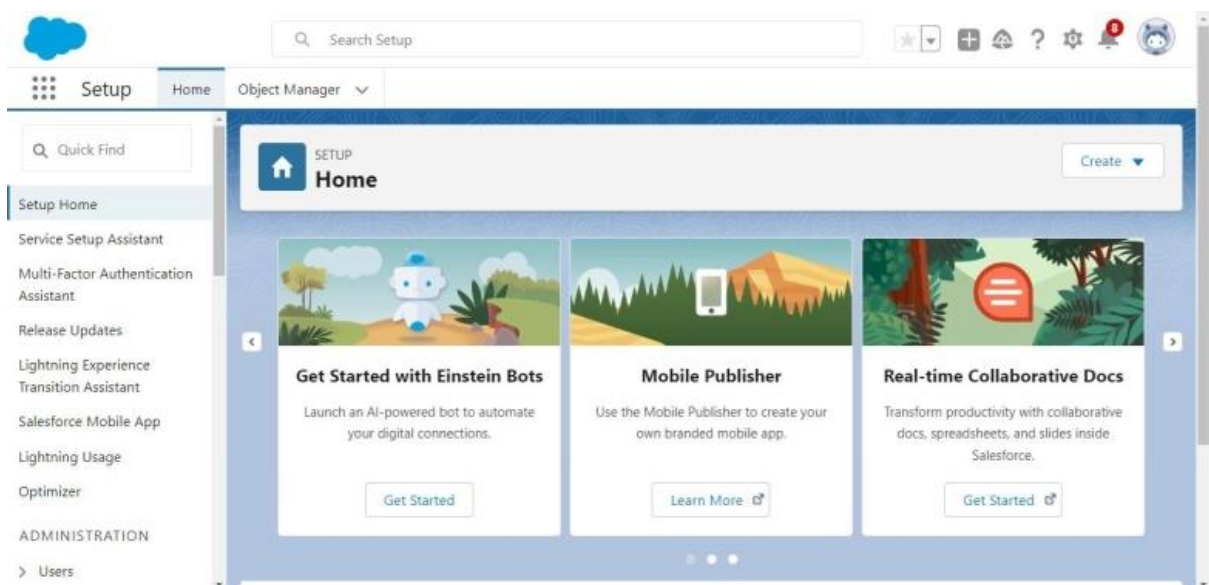 Search Setup
8
Setup
Home
Object Manager
Quick Find
Setup Home
Service Setup Assistant
Multi-Factor Authentication
Assistant
Release Updates
Lightning Experience
Transition Assistant
Salesforce Mobile App
Lightning Usage
Optimizer
ADMINISTRATION
Users
SETUP
Home
Create
Get Started with Einstein Bots
Launch an AI-powered bot to automate
your digital connections.
Get Started
Mobile Publisher
Use the Mobile Publisher to create your
own branded mobile app.
Learn More
Real-time Collaborative Docs
Transform productivity with collaborative
docs, spreadsheets, and slides inside
Salesforce.
Get Started